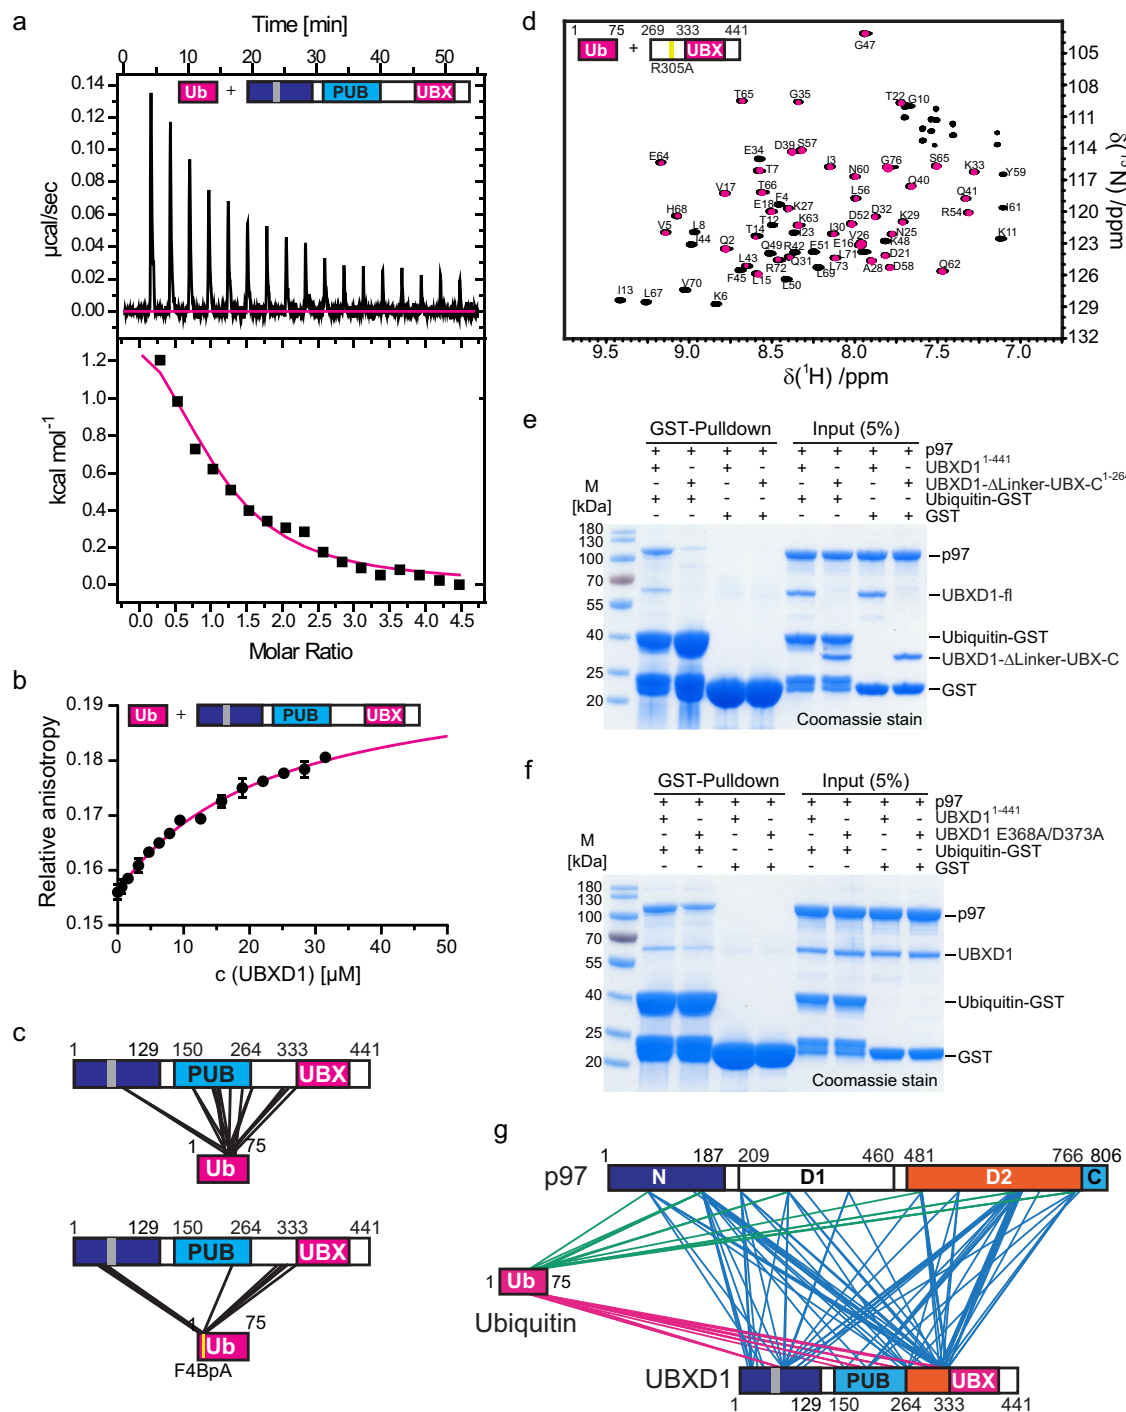 a
Time [min]
0 10 20 30 40 50
0.14
0.12
0.10
0.08
0.06
0.04
0.02
0.00
µcal/sec
Ub + PUB UBX
1.2
1.0
0.8
0.6
0.4
0.2
0.0
kcal mol⁻¹
0.0 0.5 1.0 1.5 2.0 2.5 3.0 3.5 4.0 4.5
Molar Ratio
b
0.19
0.18
0.17
0.16
0.15
Relative anisotropy
Ub + PUB UBX
0 10 20 30 40 50
c (UBXD1) [µM]
c
1 129 150 264 333 441
PUB UBX
1 75
Ub
1 129 150 264 333 441
PUB UBX
1 75
Ub
F4BpA
d
1 75 269 333 441
Ub + UBX
R305A
G47
T65 G35 T22 G10
E64 E34 D39 S57 I3 G76 S65 K33 Y59
T7 N60
V17 T66 F4 L56 Q40 Q41
H68 E18 K27 D32 R54 I61
V5 L8 T12 K63 D52 K29
I44 T14 I23 I30 V26 N25 K11
Q2 Q49 R42 E51 E16 K48
L43 R72 Q31 L71 D21
F45 L15 L69 L73 A28 D58 Q62
L50
I13 L67 V70 K6
105
108
111
114
117
120
123
126
129
132
δ(¹⁵N) /ppm
9.5 9.0 8.5 8.0 7.5 7.0
δ(¹H) /ppm
e
GST-Pulldown Input (5%)
+ + + + + + + + p97
+ - + - + - + - UBXD1¹⁻⁴⁴¹
- + - + - + - + UBXD1-ΔLinker-UBX-C¹⁻²⁶⁴
+ + - - + + - - Ubiquitin-GST
- - + + - - + + GST
M
[kDa]
180
130
100
70
55
40
25
20
p97
UBXD1-fl
Ubiquitin-GST
UBXD1-ΔLinker-UBX-C
GST
Coomassie stain
f
GST-Pulldown Input (5%)
+ + + + + + + + p97
+ - + - + - + - UBXD1¹⁻⁴⁴¹
- + - + - + - + UBXD1 E368A/D373A
+ + - - + + - - Ubiquitin-GST
- - + + - - + + GST
M
[kDa]
180
130
100
70
55
40
25
20
p97
UBXD1
Ubiquitin-GST
GST
Coomassie stain
g
1 187 209 460 481 766 806
p97 N D1 D2 C
1 Ub 75
Ubiquitin
UBXD1 PUB UBX
1 129 150 264 333 441